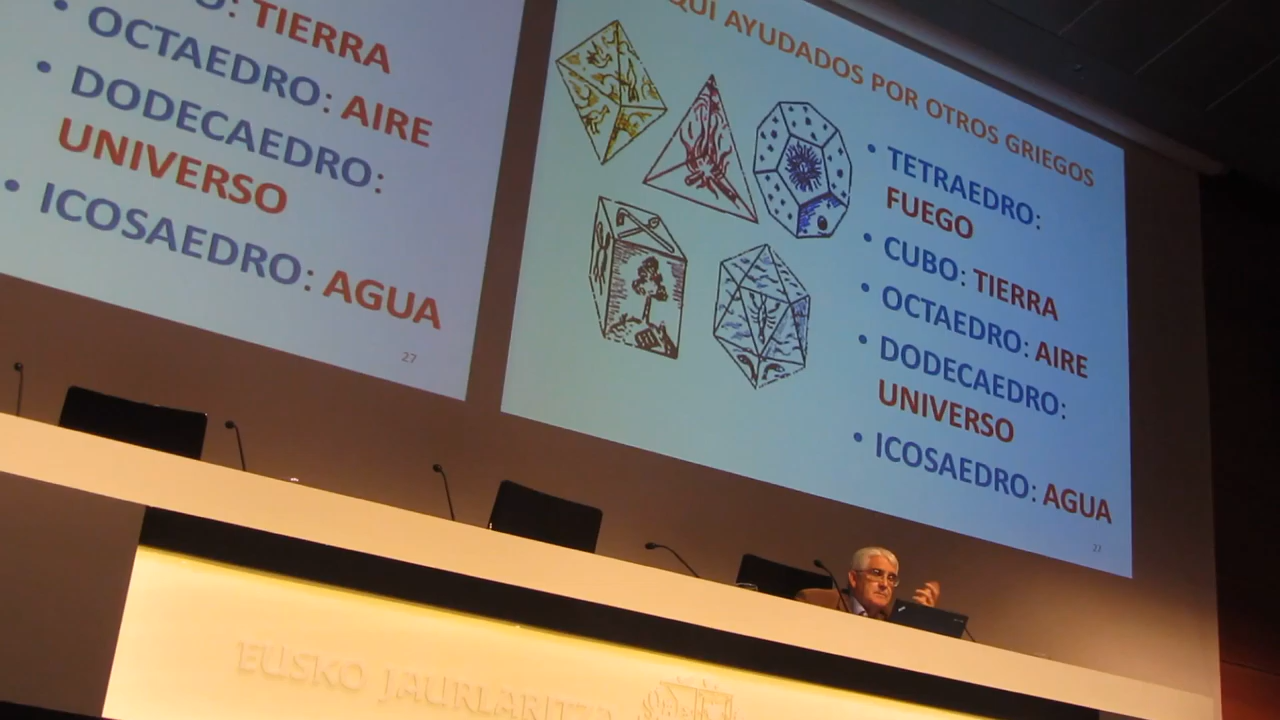 TIERRA
• OCTAEDRO: AIRE
• DODECAEDRO:
UNIVERSO
• ICOSAEDRO: AGUA
27
AYUDADOS POR OTROS GRIEGOS
• TETRAEDRO:
FUEGO
• CUBO: TIERRA
• OCTAEDRO: AIRE
• DODECAEDRO:
UNIVERSO
• ICOSAEDRO: AGUA
27
EUSKO JAURLARITZA